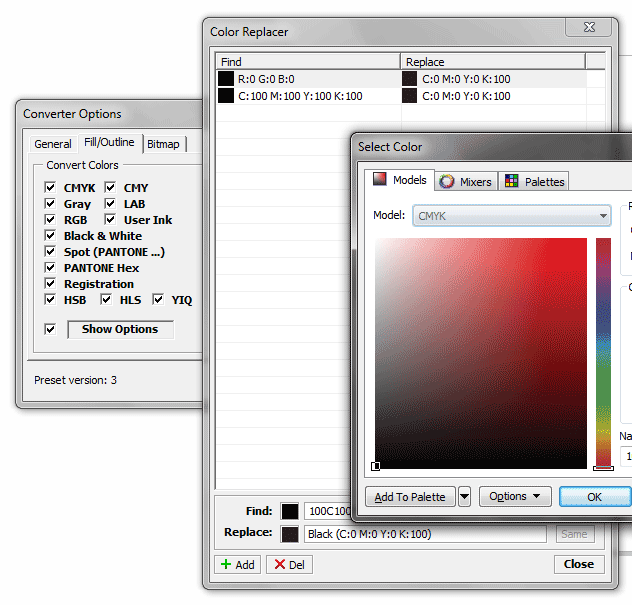 Color Replacer
Find Replace
R:0 G:0 B:0 C:0 M:0 Y:0 K:100
C:100 M:100 Y:100 K:100 C:0 M:0 Y:0 K:100
Find: 100C100
Replace: Black (C:0 M:0 Y:0 K:100) Same
Add Del Close
Converter Options
General Fill/Outline Bitmap
Convert Colors
CMYK CMY
Gray LAB
RGB User Ink
Black & White
Spot (PANTONE ...)
PANTONE Hex
Registration
HSB HLS YIQ
Show Options
Preset version: 3
Select Color
Models Mixers Palettes
Model: CMYK
Na
Add To Palette Options OK